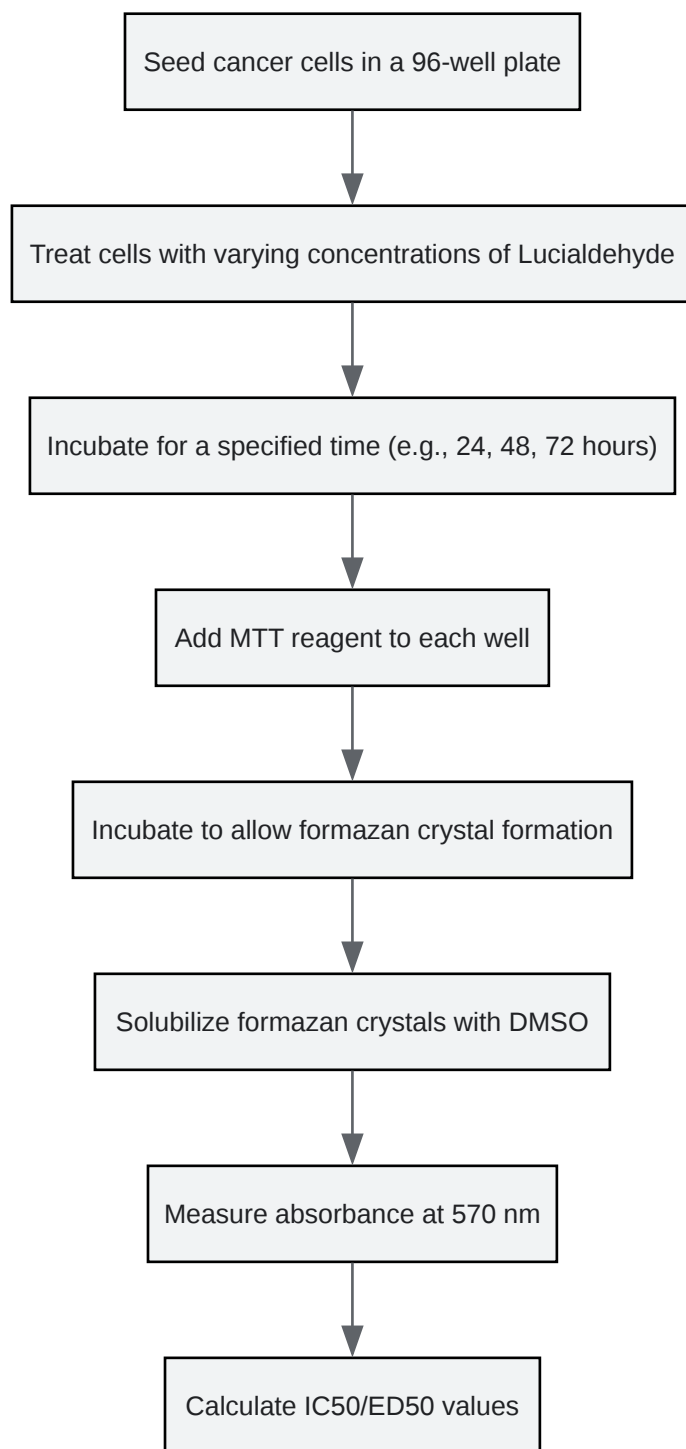 Seed cancer cells in a 96-well plate
Treat cells with varying concentrations of Lucialdehyde
Incubate for a specified time (e.g., 24, 48, 72 hours)
Add MTT reagent to each well
Incubate to allow formazan crystal formation
Solubilize formazan crystals with DMSO
Measure absorbance at 570 nm
Calculate IC50/ED50 values